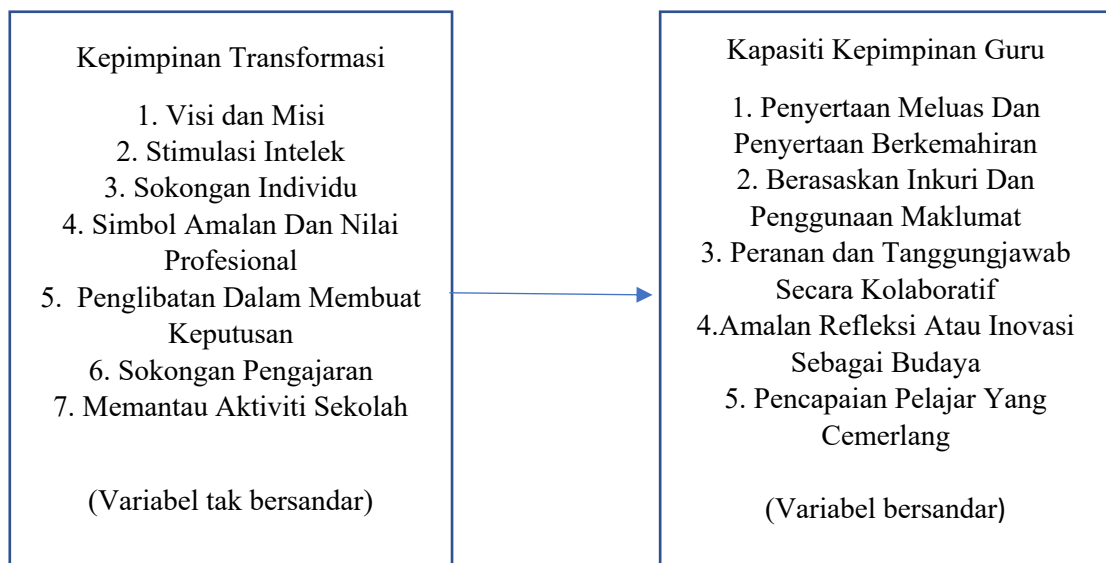 Kepimpinan Transformasi
1. Visi dan Misi
2. Stimulasi Intelek
3. Sokongan Individu
4. Simbol Amalan Dan Nilai
Profesional
5. Penglibatan Dalam Membuat
Keputusan
6. Sokongan Pengajaran
7. Memantau Aktiviti Sekolah
(Variabel tak bersandar)
Kapasiti Kepimpinan Guru
1. Penyertaan Meluas Dan
Penyertaan Berkemahiran
2. Berasaskan Inkuri Dan
Penggunaan Maklumat
3. Peranan dan Tanggungjawab
Secara Kolaboratif
4.Amalan Refleksi Atau Inovasi
Sebagai Budaya
5. Pencapaian Pelajar Yang
Cemerlang
(Variabel bersandar)